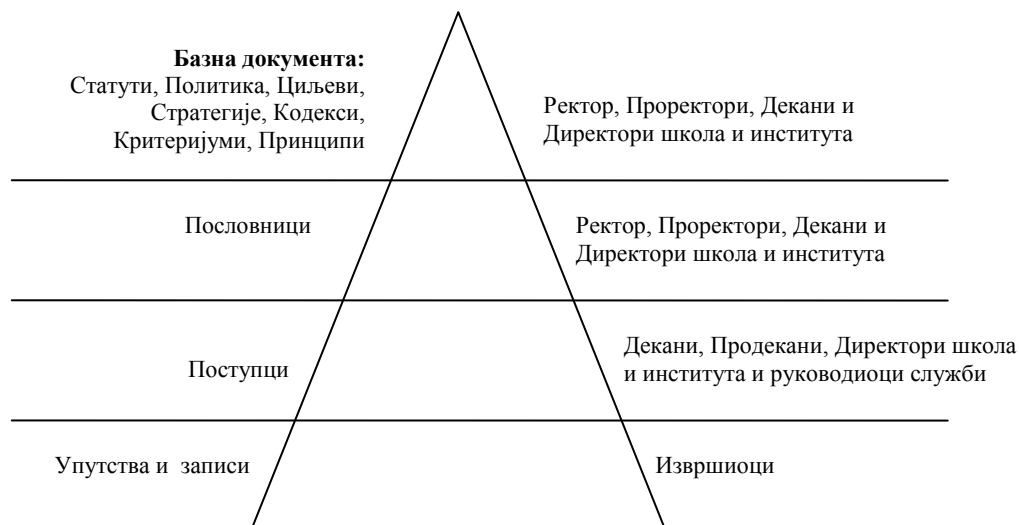 Базна документа:
Статути, Политика, Циљеви,
Стратегије, Кодекси,
Критеријуми, Принципи
Ректор, Проректори, Декани и
Директори школа и института
Пословници
Ректор, Проректори, Декани и
Директори школа и института
Поступци
Декани, Продекани, Директори школа
и института и руководиоци служби
Упутства и записи
Извршиоци